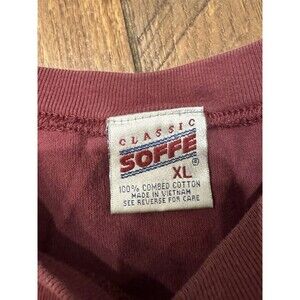 CLASSIC
SOFFE®
XL
100% COMBED COTTON
MADE IN VIETNAM
SEE REVERSE FOR CARE